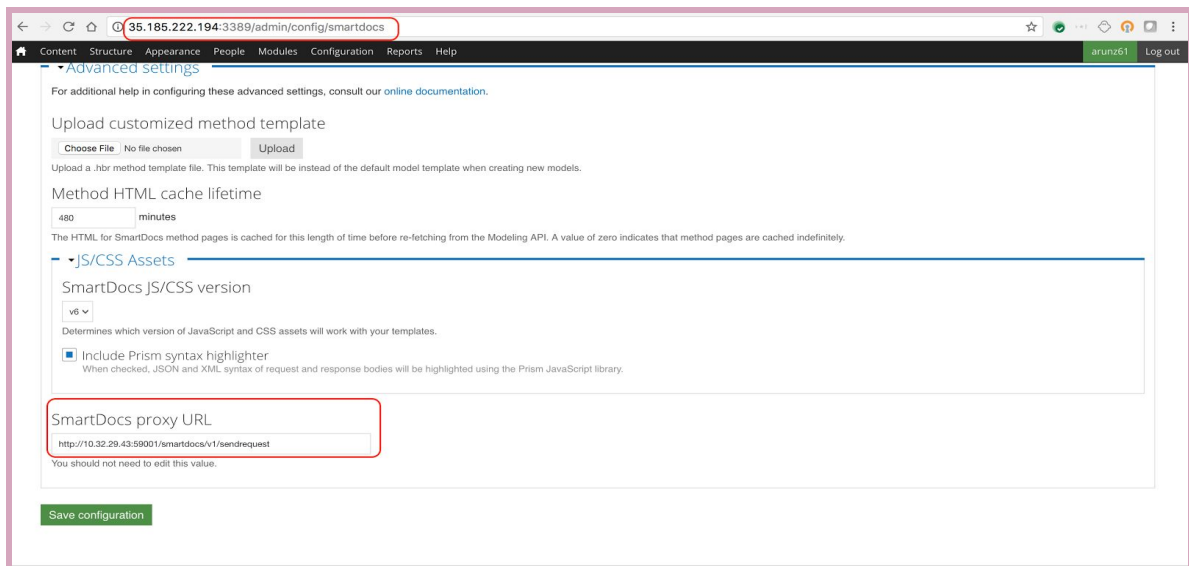 35.185.222.194:3389/admin/config/smartdocs
Content Structure Appearance People Modules Configuration Reports Help arunz61 Log out
Advanced settings
For additional help in configuring these advanced settings, consult our online documentation.
Upload customized method template
Choose File No file chosen Upload
Upload a .hbr method template file. This template will be instead of the default model template when creating new models.
Method HTML cache lifetime
480 minutes
The HTML for SmartDocs method pages is cached for this length of time before re-fetching from the Modeling API. A value of zero indicates that method pages are cached indefinitely.
JS/CSS Assets
SmartDocs JS/CSS version
v6
Determines which version of JavaScript and CSS assets will work with your templates.
Include Prism syntax highlighter
When checked, JSON and XML syntax of request and response bodies will be highlighted using the Prism JavaScript library.
SmartDocs proxy URL
http://10.32.29.43:59001/smartdocs/v1/sendrequest
You should not need to edit this value.
Save configuration